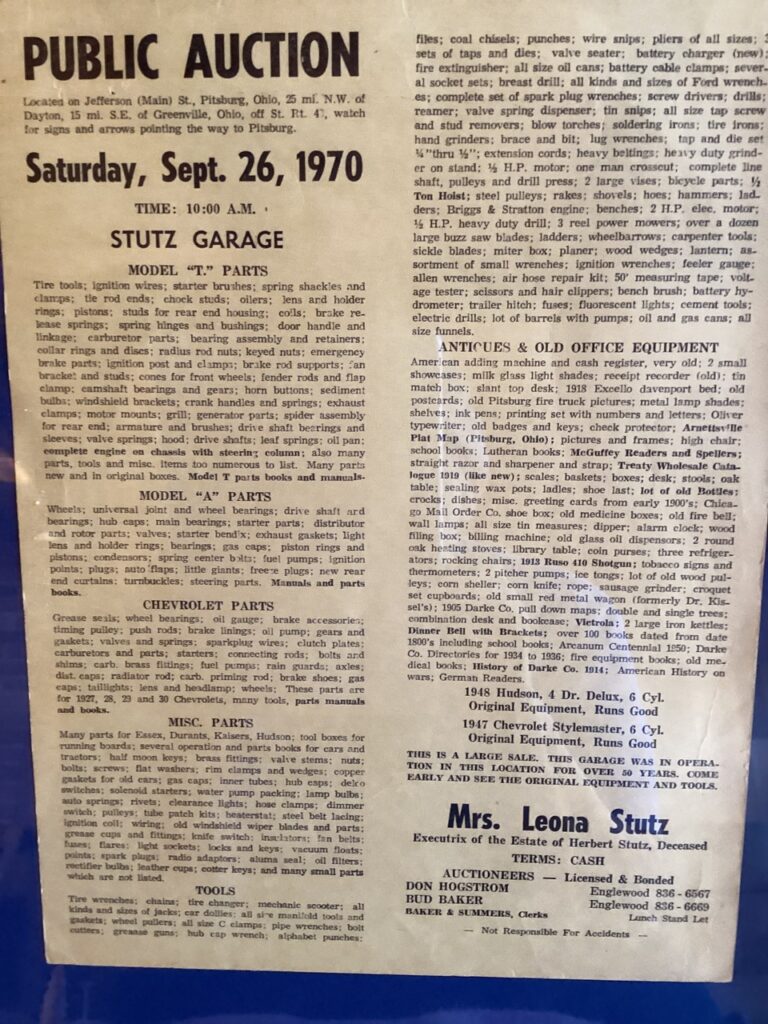 PUBLIC AUCTION
Located on Jefferson (Main) St., Pitsburg, Ohio, 25 mi. N.W. of
Dayton, 15 mi. S.E. of Greenville, Ohio, off St. Rt. watch
for signs and arrows pointing the way to Pitsburg.
Saturday, Sept. 26, 1970
TIME: 10:00 A.M.
STUTZ GARAGE
MODEL "T." PARTS
Tire tools; ignition wires; starter brushes; spring shackles and
clamps; tie rod ends; chock studs; oilers; lens and holder
rings; pistons; studs for rear end housing; coils; brake re-
lease springs; spring hinges and bushings; door handle and
linkage; carburetor parts; bearing assembly and retainers;
collar rings and discs; radius rod nuts; keyed nuts; emergency
brake parts; ignition post and clamps; brake rod supports; fan
bracket and studs; cones for front wheels; fender rods and flap
clamp; camshaft bearings and gears; horn buttons; sediment
bulbs; windshield brackets; crank handles and springs; exhaust
clamps; motor mounts; grill; generator parts; spider assembly
for rear end; armature and brushes; drive shaft bearings and
sleeves; valve springs; hood; drive shafts; leaf springs; oil pan;
complete engine on chassis with steering column; also many
parts, tools and misc. items too numerous to list. Many parts
new and in original boxes. Model T parts books and manuals-
MODEL "A" PARTS
Wheels; universal joint and wheel bearings; drive shaft and
bearings; hub caps; main bearings; starter parts; distributor
and rotor parts; valves; starter bendix; exhaust gaskets; light
lens and holder rings; bearings; gas caps; piston rings and
pistons; condensors; spring center bolts; fuel pumps; ignition
points; plugs; auto flaps; little giants; freeze plugs; new rear
end curtains: turnbuckles; steering parts. Manuals and parts
books.
CHEVROLET PARTS
Grease seals; wheel bearings; oil gauge; brake accessories;
timing pulley; push rods; brake linings; oil pump; gears and
gaskets; valves and springs; sparkplug wires; clutch plates;
carburetors and parts; starters; connecting rods; bolts and
shims; carb. brass fittings; fuel pumps; rain guards; axles;
dist. caps; radiator rod; carb. priming rod; brake shoes; gas
caps; taillights; lens and headlamp; wheels; These parts are
for 1927, 28, 29 and 30 Chevrolets, many tools, parts manuals
and books.
MISC. PARTS
Many parts for Essex, Durants, Kaisers, Hudson; tool boxes for
running boards; several operation and parts books for cars and
tractors; half moon keys; brass fittings; valve stems; nuts;
bolts; screws; flat washers; rim clamps and wedges; copper
gaskets for old cars; gas caps; inner tubes; hub caps; delco
switches; solenoid starters; water pump packing; lamp bulbs;
auto springs; rivets; clearance lights; hose clamps; dimmer
switch; pulleys; tube patch kits; heaterstat; steel belt lacing;
ignition coil; wiring; old windshield wiper blades and parts;
grease cups and fittings; knife switch; insulators; fan belts;
fuses; flares; light sockets; locks and keys; vacuum floats;
points; spark plugs; radio adaptors; aluma seal; oil filters;
rectifier bulbs; leather cups; cotter keys; and many small parts
which are not listed.
TOOLS
Tire wrenches; chains; tire changer; mechanic scooter; all
kinds and sizes of jacks; car dollies; all size manifold tools and
gaskets; wheel pullers; all size C clamps; pipe wrenches; bolt
cutters; grease guns; hub cap wrench; alphabet punches;
files; coal chisels; punches; wire snips; pliers of all sizes; 3
sets of taps and dies; valve seater; battery charger (new);
fire extinguisher; all size oil cans; battery cable clamps; sever-
al socket sets; breast drill; all kinds and sizes of Ford wrench-
es; complete set of spark plug wrenches; screw drivers; drills;
reamer; valve spring dispenser; tin snips; all size tap screw
and stud removers; blow torches; soldering irons; tire irons;
hand grinders; brace and bit; lug wrenches; tap and die set
¼ "thru ½"; extension cords; heavy beltings; heavy duty grind-
er on stand; ½ H.P. motor; one man crosscut; complete line
shaft, pulleys and drill press; 2 large vises; bicycle parts; ½
Ton Hoist; steel pulleys; rakes; shovels; hoes; hammers; lad-
ders; Briggs & Stratton engine; benches; 2 H.P. elec. motor;
½ H.P. heavy duty drill; 3 reel power mowers; over a dozen
large buzz saw blades; ladders; wheelbarrows; carpenter tools;
sickle blades; miter box; planer; wood wedges; lantern; as-
sortment of small wrenches; ignition wrenches; feeler gauge;
allen wrenches; air hose repair kit; 50' measuring tape; volt-
age tester; scissors and hair clippers; bench brush; battery hy-
drometer; trailer hitch; fuses; fluorescent lights; cement tools;
electric drills; lot of barrels with pumps; oil and gas cans; all
size funnels.
ANTIQUES & OLD OFFICE EQUIPMENT
American adding machine and cash register, very old; 2 small
showcases; milk glass light shades; receipt recorder (old); tin
match box; slant top desk; 1918 Excello davenport bed; old
postcards; old Pitsburg fire truck pictures; metal lamp shades;
shelves; ink pens; printing set with numbers and letters; Oliver
typewriter; old badges and keys; check protector; Arnettsville
Plat Map (Pitsburg, Ohio); pictures and frames; high chair;
school books; Lutheran books; McGuffey Readers and Spellers;
straight razor and sharpener and strap; Treaty Wholesale Cata-
logue 1919 (like new); scales; baskets; boxes; desk; stools; oak
table; sealing wax pots; ladies; shoe last; lot of old Bottles;
crocks; dishes; misc. greeting cards from early 1900's; Chica-
go Mail Order Co. shoe box; old medicine boxes; old fire bell;
wall lamps; all size tin measures; dipper; alarm clock; wood
filing box; billing machine; old glass oil dispensors; 2 round
oak heating stoves; library table; coin purses; three refriger-
ators; rocking chairs; 1913 Ruso 410 Shotgun; tobacco signs and
thermometers; 2 pitcher pumps; ice tongs; lot of old wood pul-
leys; corn sheller; corn knife; rope; sausage grinder; croquet
set cupboards; old small red metal wagon (formerly Dr. Kis-
sel's); 1905 Darke Co. pull down maps; double and single trees;
combination desk and bookcase; Victrola; 2 large iron kettles;
Dinner Bell with Brackets; over 100 books dated from date
1800's including school books; Arcanum Centennial 1950; Darke
Co. Directories for 1934 to 1936; fire equipment books; old me-
dical books; History of Darke Co. 1914; American History on
wars; German Readers.
1948 Hudson, 4 Dr. Delux, 6 Cyl.
Original Equipment, Runs Good
1947 Chevrolet Stylemaster, 6 Cyl.
Original Equipment, Runs Good
THIS IS A LARGE SALE. THIS GARAGE WAS IN OPERA-
TION IN THIS LOCATION FOR OVER 50 YEARS. COME
EARLY AND SEE THE ORIGINAL EQUIPMENT AND TOOLS.
Mrs. Leona Stutz
Executrix of the Estate of Herbert Stutz, Deceased
TERMS: CASH
AUCTIONEERS — Licensed & Bonded
DON HOGSTROM Englewood 836-6567
BUD BAKER Englewood 836-6669
BAKER & SUMMERS, Clerks Lunch Stand Let
— Not Responsible For Accidents —